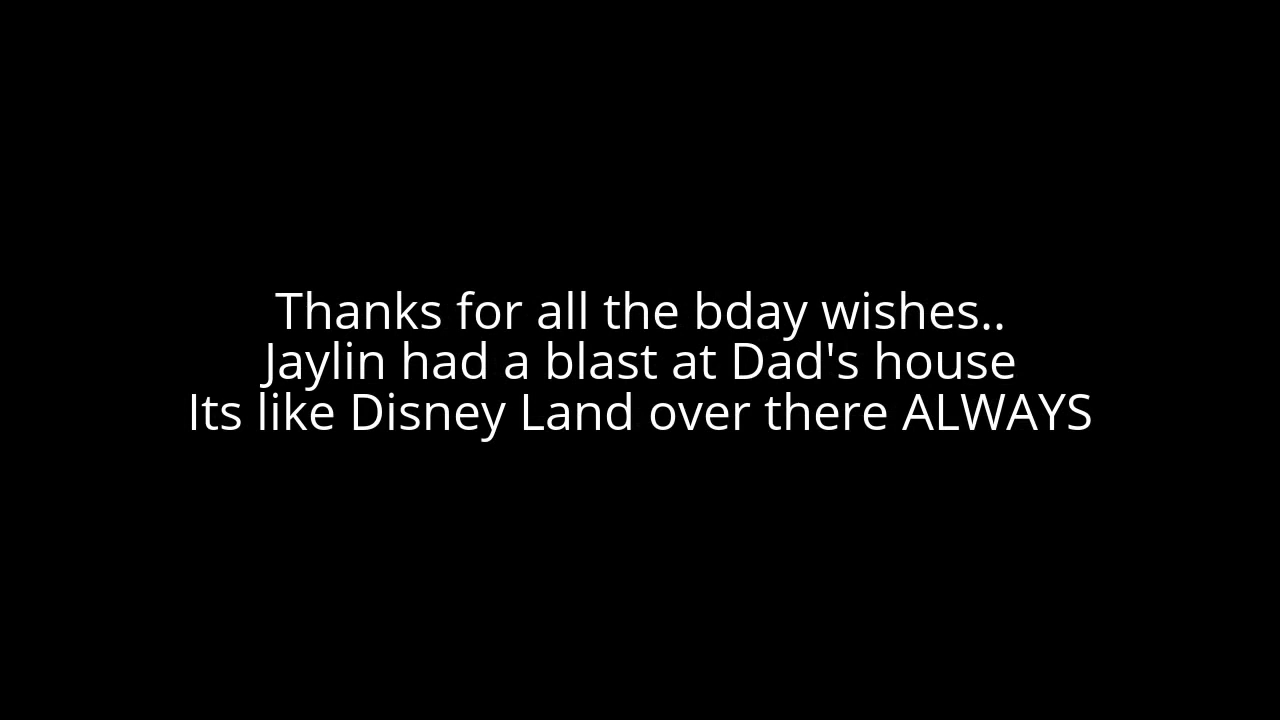 Thanks for all the bday wishes..
Jaylin had a blast at Dad's house
Its like Disney Land over there ALWAYS